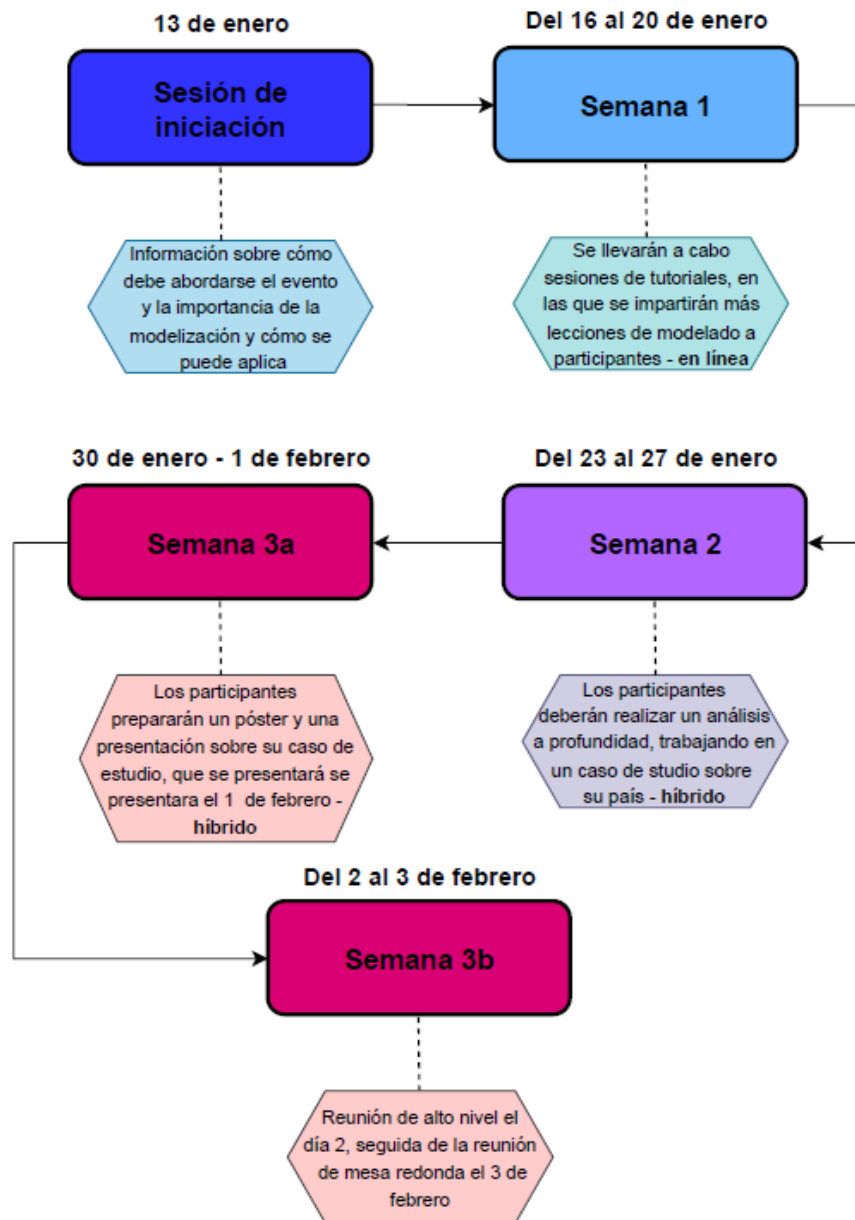 13 de enero
Sesión de
iniciación
Información sobre cómo
debe abordarse el evento
y la importancia de la
modelización y cómo se
puede aplica
Del 16 al 20 de enero
Semana 1
Se llevarán a cabo
sesiones de tutoriales, en
las que se impartirán más
lecciones de modelado a
participantes - en línea
Del 23 al 27 de enero
Semana 2
Los participantes
deberán realizar un análisis
a profundidad, trabajando en
un caso de studio sobre
su país - híbrido
30 de enero - 1 de febrero
Semana 3a
Los participantes
prepararán un póster y una
presentación sobre su caso de
estudio, que se presentará se
presentara el 1 de febrero -
híbrido
Del 2 al 3 de febrero
Semana 3b
Reunión de alto nivel el
día 2, seguida de la reunión
de mesa redonda el 3 de
febrero